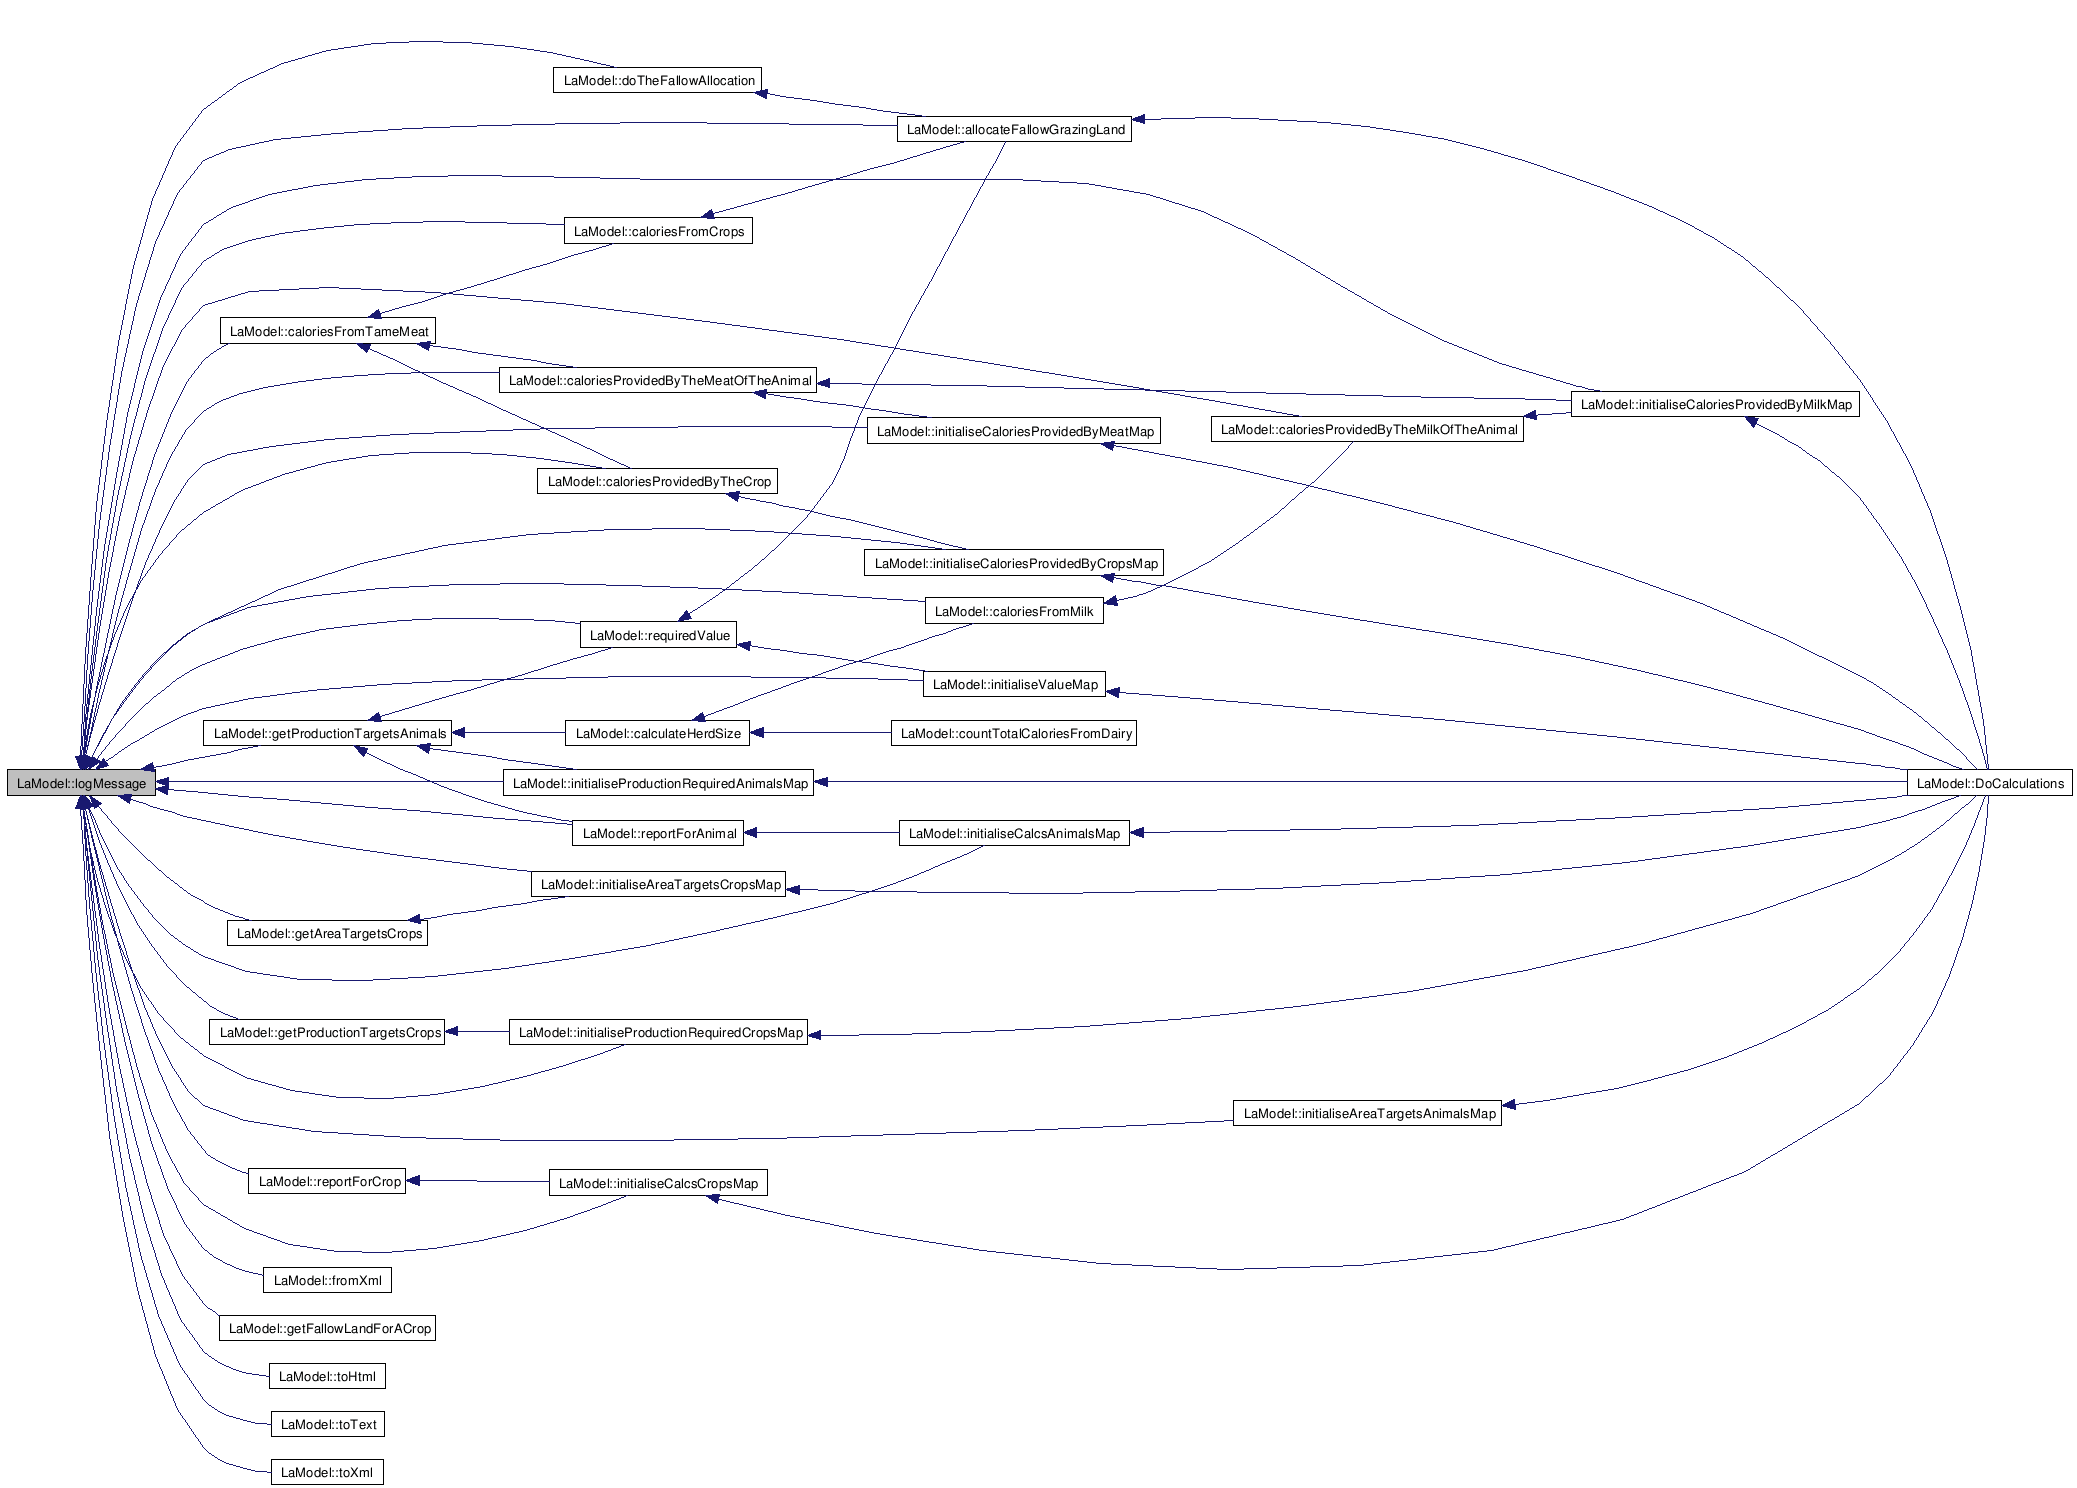 LaModel::doTheFallowAllocation
LaModel::allocateFallowGrazingLand
LaModel::caloriesFromCrops
LaModel::caloriesFromTameMeat
LaModel::caloriesProvidedByTheMeatOfTheAnimal
LaModel::initialiseCaloriesProvidedByMilkMap
LaModel::initialiseCaloriesProvidedByMeatMap
LaModel::caloriesProvidedByTheMilkOfTheAnimal
LaModel::caloriesProvidedByTheCrop
LaModel::initialiseCaloriesProvidedByCropsMap
LaModel::caloriesFromMilk
LaModel::requiredValue
LaModel::initialiseValueMap
LaModel::getProductionTargetsAnimals
LaModel::calculateHerdSize
LaModel::countTotalCaloriesFromDairy
LaModel::logMessage
LaModel::initialiseProductionRequiredAnimalsMap
LaModel::DoCalculations
LaModel::reportForAnimal
LaModel::initialiseCalcsAnimalsMap
LaModel::initialiseAreaTargetsCropsMap
LaModel::getAreaTargetsCrops
LaModel::getProductionTargetsCrops
LaModel::initialiseProductionRequiredCropsMap
LaModel::initialiseAreaTargetsAnimalsMap
LaModel::reportForCrop
LaModel::initialiseCalcsCropsMap
LaModel::fromXml
LaModel::getFallowLandForACrop
LaModel::toHtml
LaModel::toText
LaModel::toXml